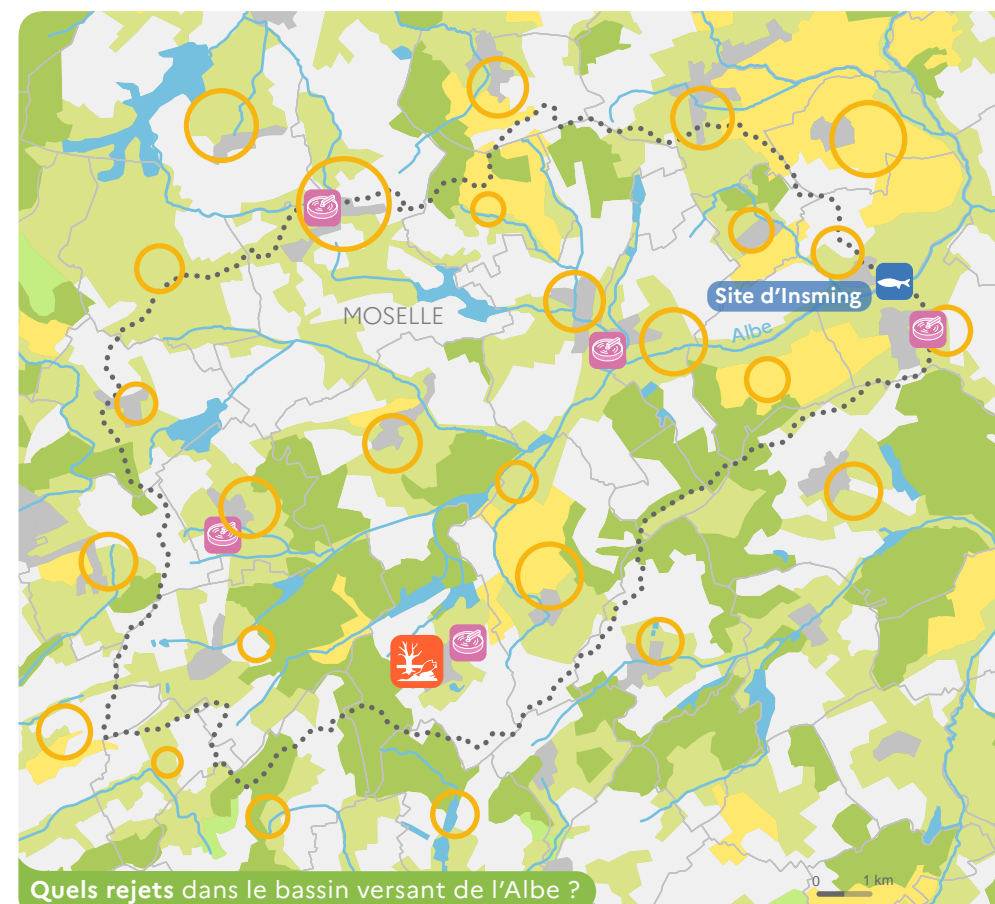 MOSELLE
Site d'Insming
Albe
Quels rejets dans le bassin versant de l'Albe ?
0 1 km